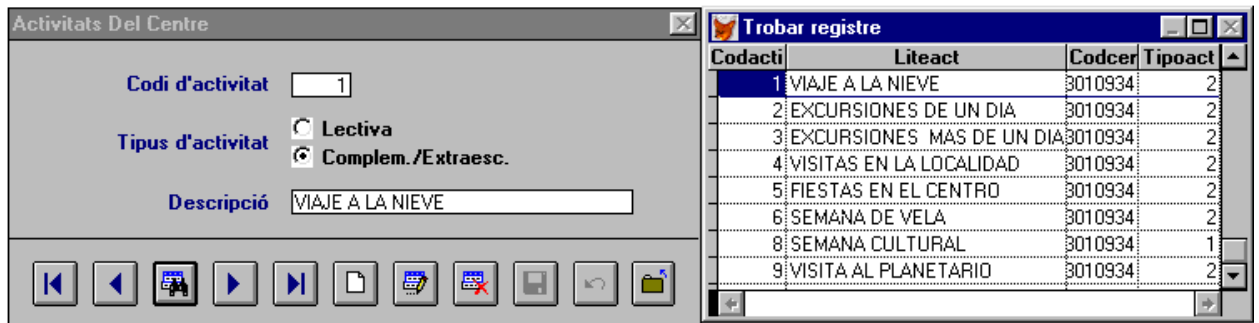 Activitats Del Centre
Codi d'activitat 1
Tipus d'activitat
Lectiva
Complem./Extraesc.
Descripció VIAJE A LA NIEVE
Trobar registre
Codacti Liteact Codcer Tipoact
1 VIAJE A LA NIEVE 3010934 2
2 EXCURSIONES DE UN DIA 3010934 2
3 EXCURSIONES MAS DE UN DIA 3010934 2
4 VISITAS EN LA LOCALIDAD 3010934 2
5 FIESTAS EN EL CENTRO 3010934 2
6 SEMANA DE VELA 3010934 2
8 SEMANA CULTURAL 3010934 1
9 VISITA AL PLANETARIO 3010934 2